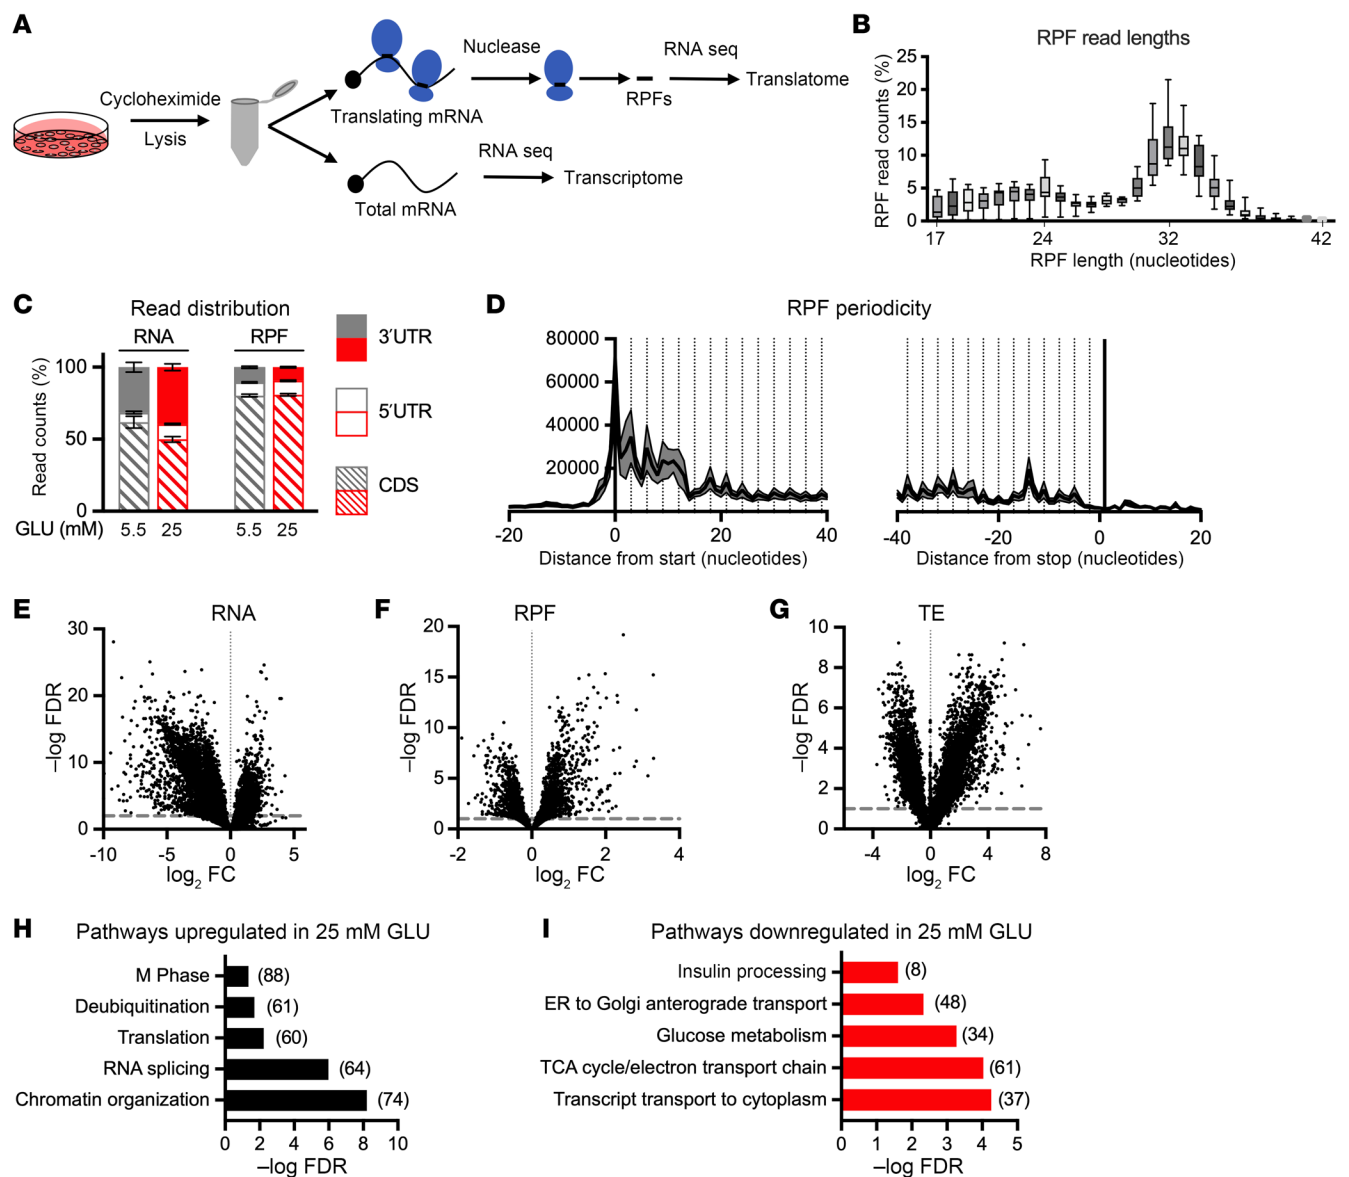 A
Cycloheximide
Lysis
Nuclease
RNA seq
RPFs
Translatome
Translating mRNA
RNA seq
Transcriptome
Total mRNA
B
RPF read lengths
RPF read counts (%)
25
20
15
10
5
0
17 24 32 42
RPF length (nucleotides)
C
Read distribution
RNA RPF
Read counts (%)
100
50
0
GLU (mM) 5.5 25 5.5 25
3′UTR
5′UTR
CDS
D
RPF periodicity
80000
60000
40000
20000
-20 0 20 40
Distance from start (nucleotides)
-40 -20 0 20
Distance from stop (nucleotides)
E
RNA
–log FDR
30
20
10
0
-10 -5 0 5
log2 FC
F
RPF
–log FDR
20
15
10
5
0
-2 0 2 4
log2 FC
G
TE
–log FDR
10
8
6
4
2
0
-4 0 4 8
log2 FC
H
Pathways upregulated in 25 mM GLU
M Phase (88)
Deubiquitination (61)
Translation (60)
RNA splicing (64)
Chromatin organization (74)
0 2 4 6 8 10
–log FDR
I
Pathways downregulated in 25 mM GLU
Insulin processing (8)
ER to Golgi anterograde transport (48)
Glucose metabolism (34)
TCA cycle/electron transport chain (61)
Transcript transport to cytoplasm (37)
0 1 2 3 4 5
–log FDR